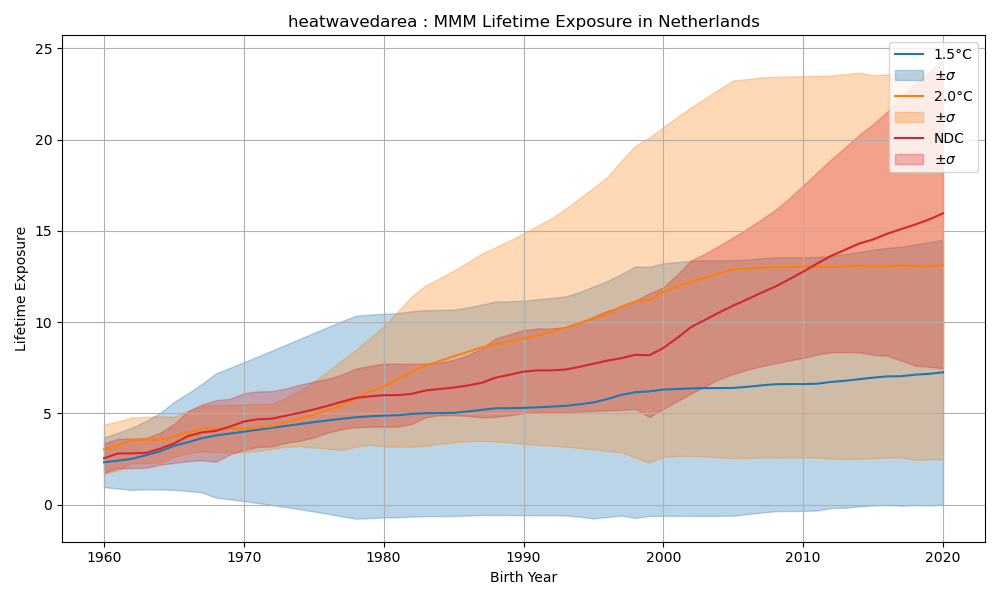 heatwavedarea : MMM Lifetime Exposure in Netherlands
25
20
15
10
5
0
Lifetime Exposure
1960 1970 1980 1990 2000 2010 2020
Birth Year
1.5°C
±σ
2.0°C
±σ
NDC
±σ